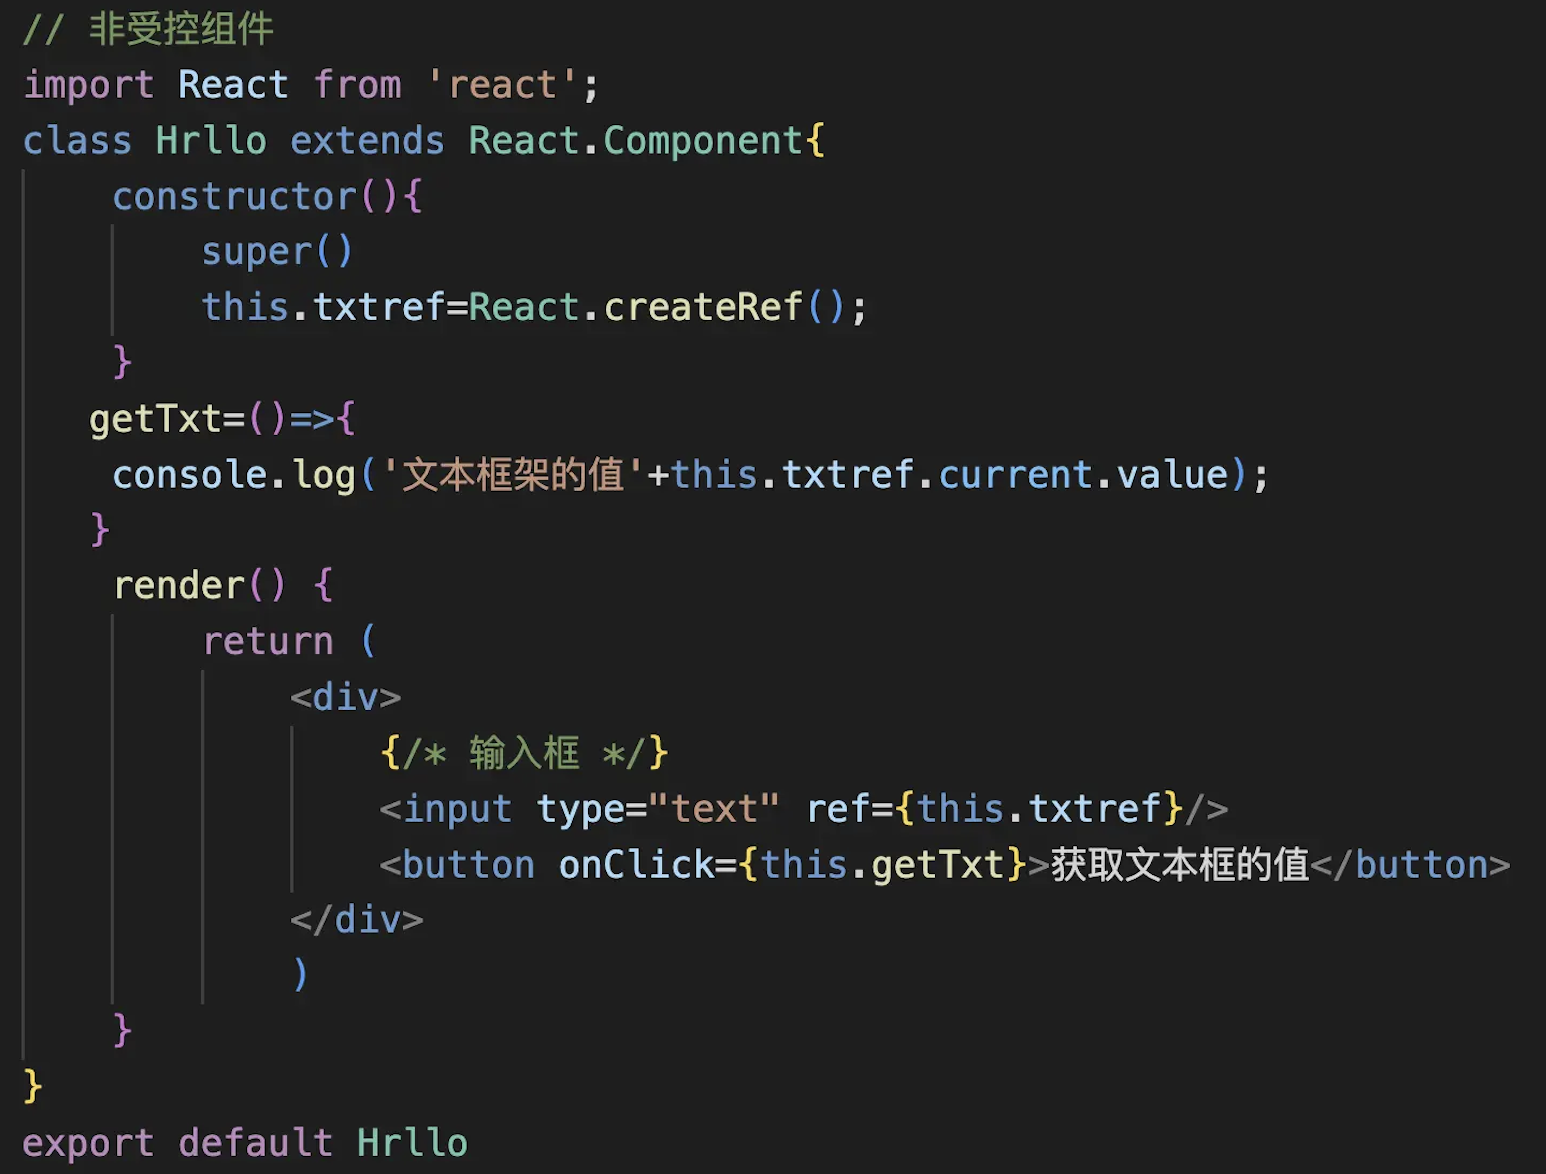 // 非受控组件
import React from 'react';
class Hrllo extends React.Component{
constructor(){
super()
this.txtref=React.createRef();
}
getTxt=()=>{
console.log('文本框架的值'+this.txtref.current.value);
}
render() {
return (
<div>
{/* 输入框 */}
<input type="text" ref={this.txtref}/>
<button onClick={this.getTxt}>获取文本框的值</button>
</div>
)
}
}
export default Hrllo